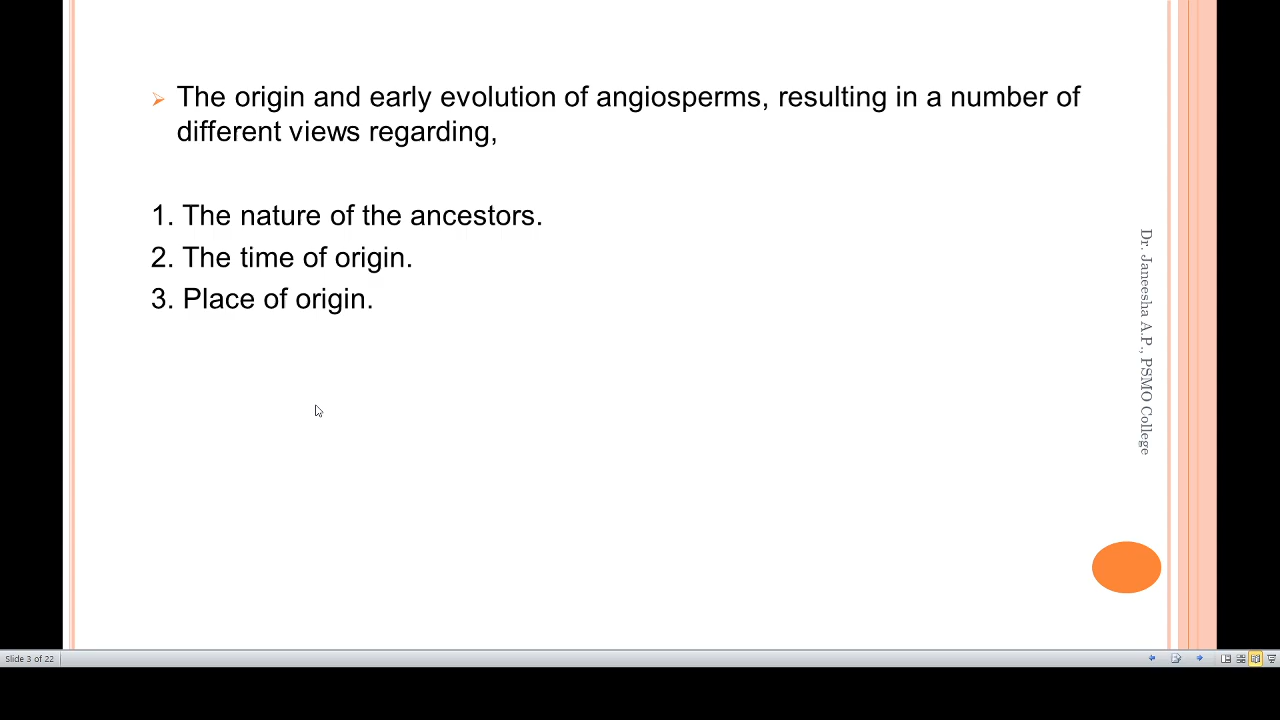 The origin and early evolution of angiosperms, resulting in a number of
different views regarding,
1. The nature of the ancestors.
2. The time of origin.
3. Place of origin.
Dr. Janeesha A.P., PSMO College
Slide 3 of 22